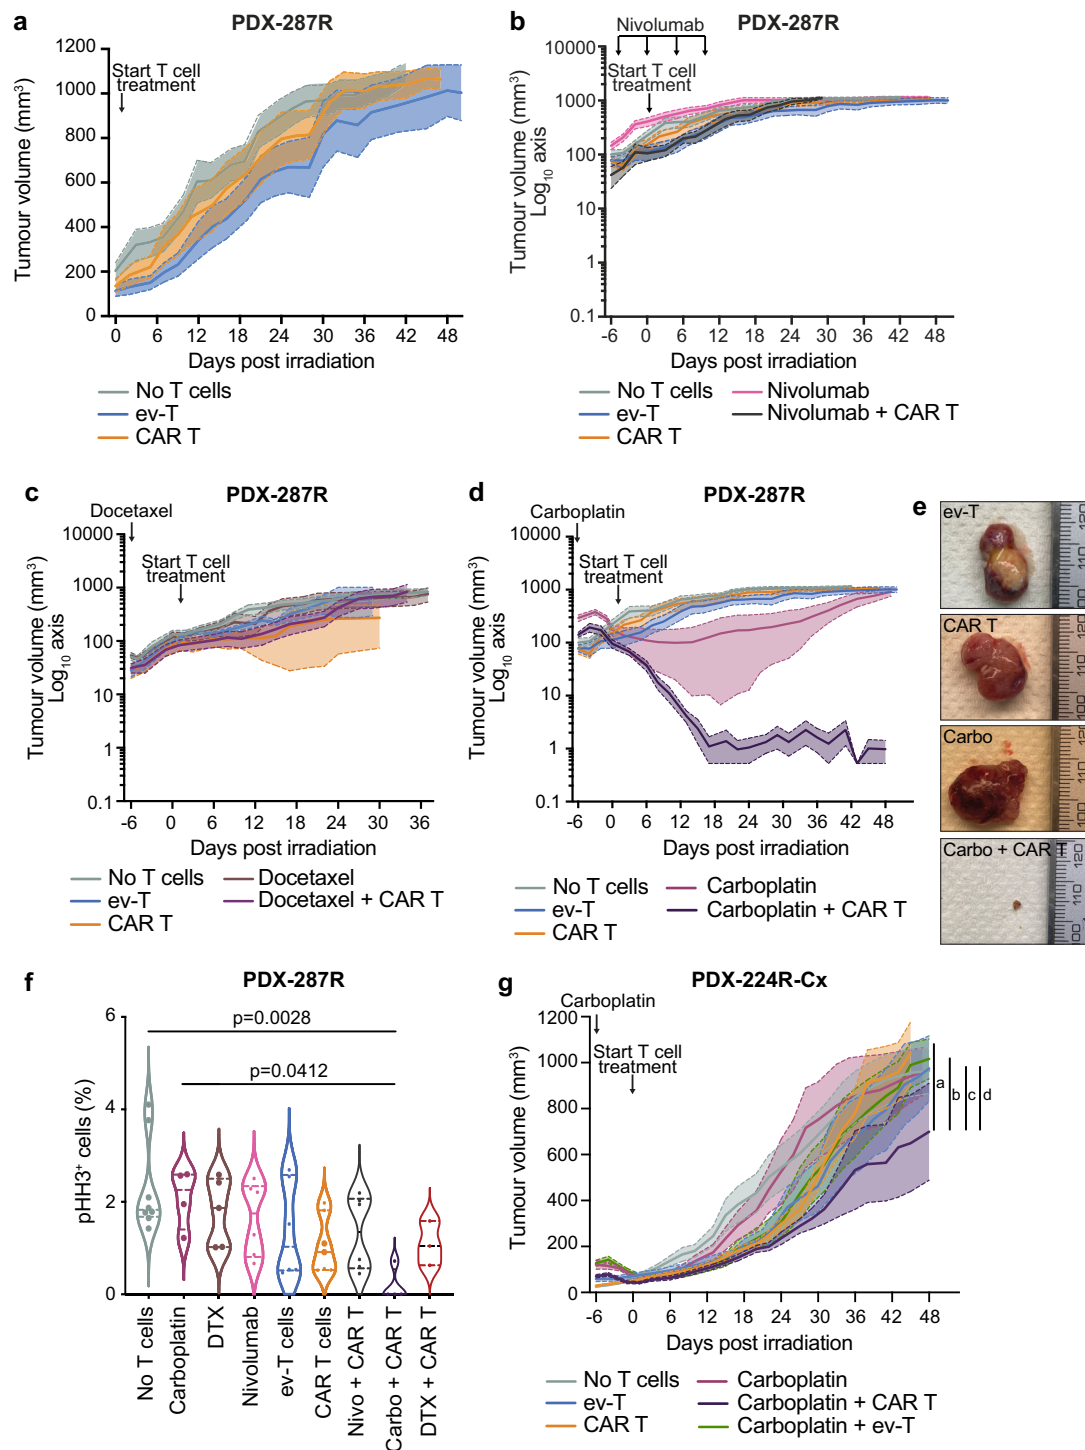 a
PDX-287R
1200
1000
800
600
400
200
0
Tumour volume (mm³)
Start T cell
treatment
0 6 12 18 24 30 36 42 48
Days post irradiation
No T cells
ev-T
CAR T
b
PDX-287R
Nivolumab
Start T cell
treatment
10000
1000
100
10
1
0.1
Tumour volume (mm³)
Log₁₀ axis
-6 0 6 12 18 24 30 36 42 48
Days post irradiation
No T cells
ev-T
CAR T
Nivolumab
Nivolumab + CAR T
c
PDX-287R
Docetaxel
Start T cell
treatment
10000
1000
100
10
1
0.1
Tumour volume (mm³)
Log₁₀ axis
-6 0 6 12 18 24 30 36
Days post irradiation
No T cells
ev-T
CAR T
Docetaxel
Docetaxel + CAR T
d
PDX-287R
Carboplatin
Start T cell
treatment
10000
1000
100
10
1
0.1
Tumour volume (mm³)
Log₁₀ axis
-6 0 6 12 18 24 30 36 42 48
Days post irradiation
No T cells
ev-T
CAR T
Carboplatin
Carboplatin + CAR T
e
ev-T
120
110
CAR T
120
110
100
Carbo
120
110
100
Carbo + CAR T
120
110
100
f
PDX-287R
p=0.0028
p=0.0412
6
4
2
0
pHH3⁺ cells (%)
No T cells
Carboplatin
DTX
Nivolumab
ev-T cells
CAR T cells
Nivo + CAR T
Carbo + CAR T
DTX + CAR T
g
PDX-224R-Cx
Carboplatin
Start T cell
treatment
1200
1000
800
600
400
200
0
Tumour volume (mm³)
a b c d
-6 0 6 12 18 24 30 36 42 48
Days post irradiation
No T cells
ev-T
CAR T
Carboplatin
Carboplatin + CAR T
Carboplatin + ev-T